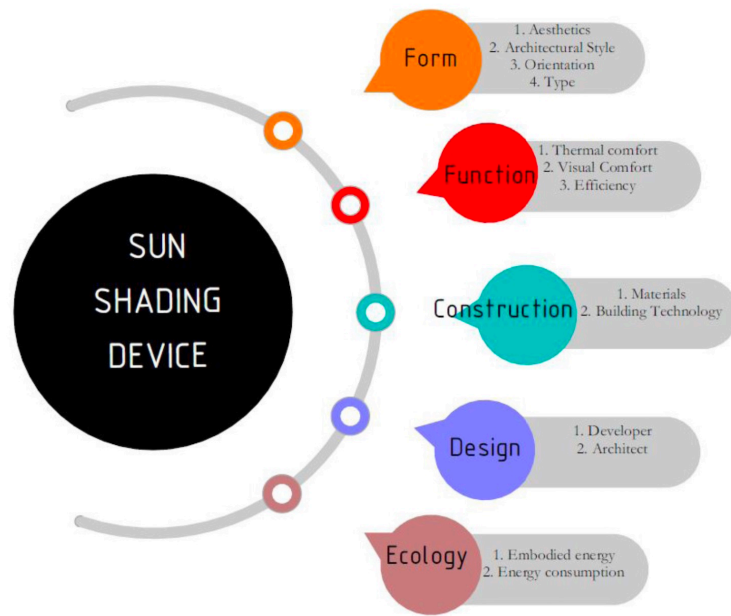 SUN
SHADING
DEVICE
Form
1. Aesthetics
2. Architectural Style
3. Orientation
4. Type
Function
1. Thermal comfort
2. Visual Comfort
3. Efficiency
Construction
1. Materials
2. Building Technology
Design
1. Developer
2. Architect
Ecology
1. Embodied energy
2. Energy consumption